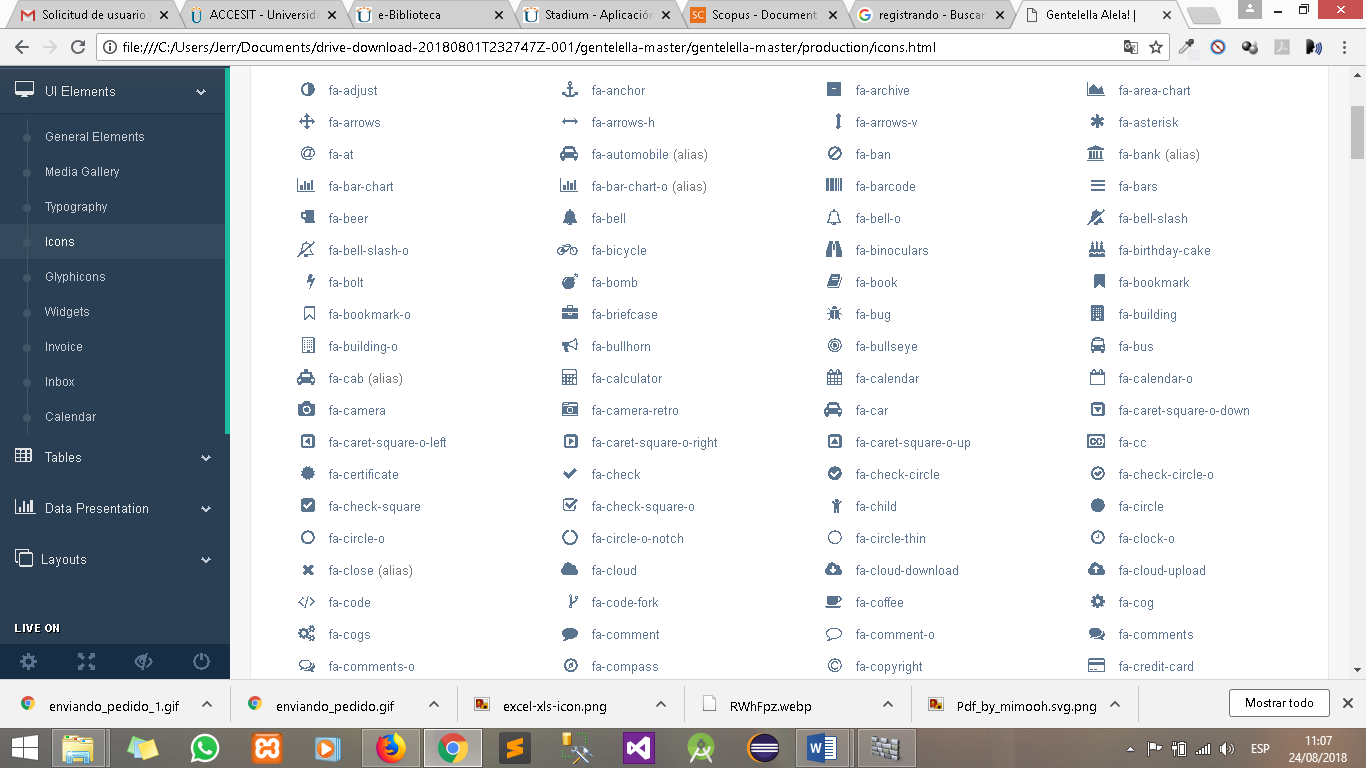 Solicitud de usuario y
ACCESIT - Universida
e-Biblioteca
Stadium - Aplicación
Scopus - Document
registrando - Buscar
Gentelella Alela! |
file:///C:/Users/Jerr/Documents/drive-download-20180801T232747Z-001/gentelella-master/gentelella-master/production/icons.html
UI Elements
General Elements
Media Gallery
Typography
Icons
Glyphicons
Widgets
Invoice
Inbox
Calendar
Tables
Data Presentation
Layouts
LIVE ON
fa-adjust fa-anchor fa-archive fa-area-chart
fa-arrows fa-arrows-h fa-arrows-v fa-asterisk
fa-at fa-automobile (alias) fa-ban fa-bank (alias)
fa-bar-chart fa-bar-chart-o (alias) fa-barcode fa-bars
fa-beer fa-bell fa-bell-o fa-bell-slash
fa-bell-slash-o fa-bicycle fa-binoculars fa-birthday-cake
fa-bolt fa-bomb fa-book fa-bookmark
fa-bookmark-o fa-briefcase fa-bug fa-building
fa-building-o fa-bullhorn fa-bullseye fa-bus
fa-cab (alias) fa-calculator fa-calendar fa-calendar-o
fa-camera fa-camera-retro fa-car fa-caret-square-o-down
fa-caret-square-o-left fa-caret-square-o-right fa-caret-square-o-up fa-cc
fa-certificate fa-check fa-check-circle fa-check-circle-o
fa-check-square fa-check-square-o fa-child fa-circle
fa-circle-o fa-circle-o-notch fa-circle-thin fa-clock-o
fa-close (alias) fa-cloud fa-cloud-download fa-cloud-upload
fa-code fa-code-fork fa-coffee fa-cog
fa-cogs fa-comment fa-comment-o fa-comments
fa-comments-o fa-compass fa-copyright fa-credit-card
enviando_pedido_1.gif
enviando_pedido.gif
excel-xls-icon.png
RWhFpz.webp
Pdf_by_mimooh.svg.png
Mostrar todo
ESP
11:07
24/08/2018